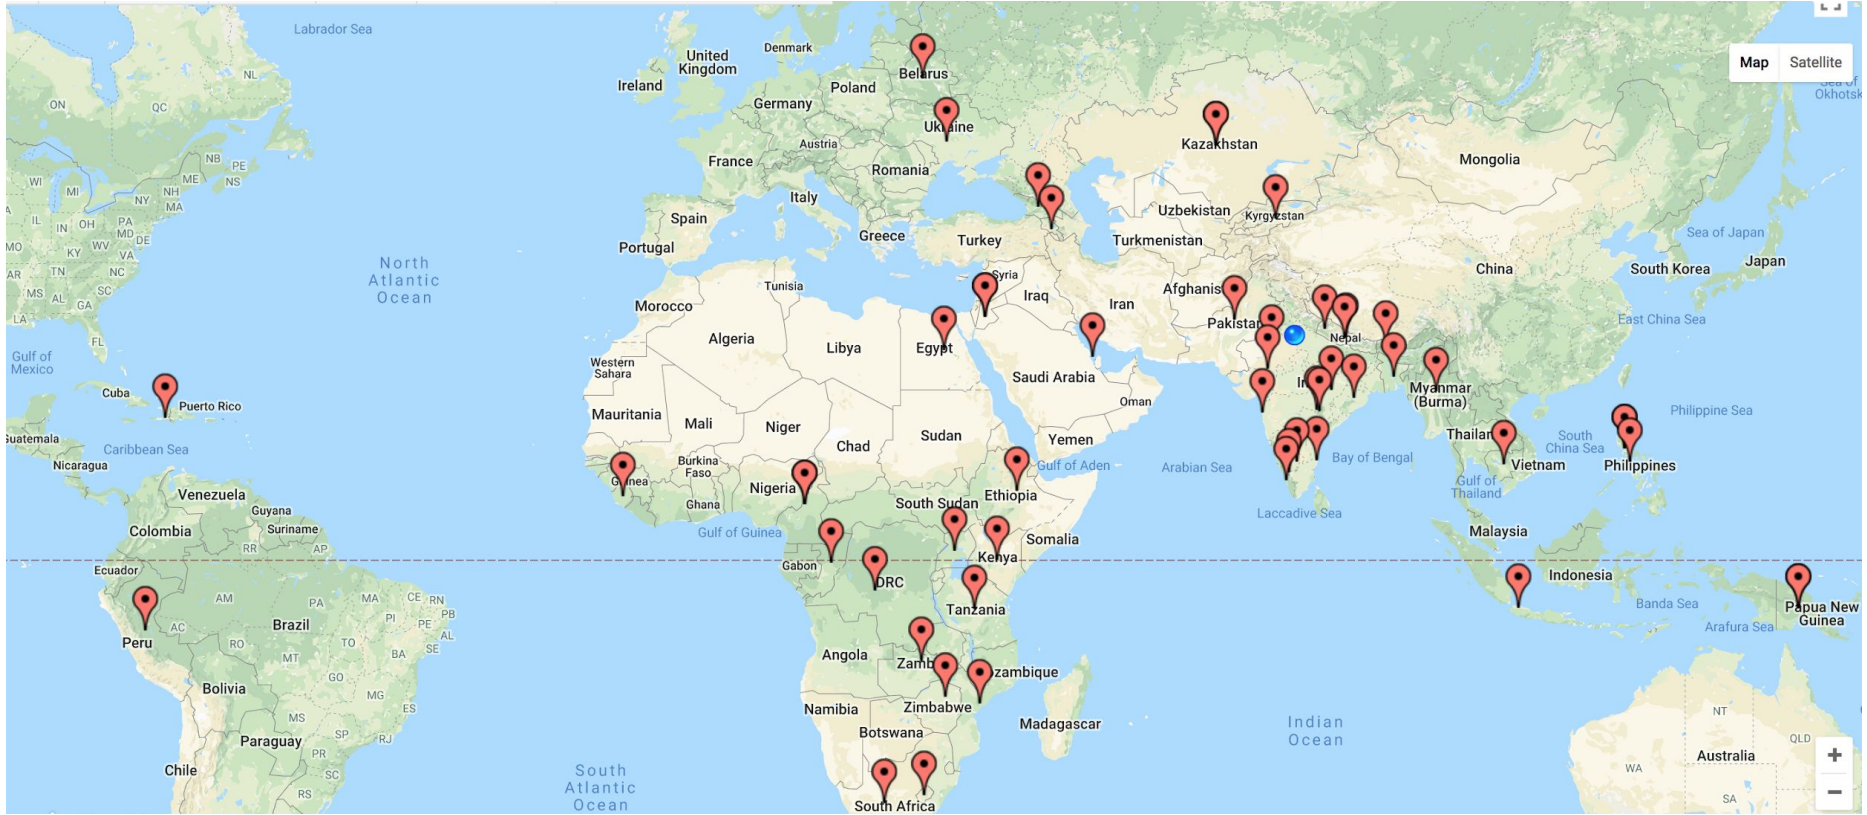 Labrador Sea
Map
Satellite
Sea of
Okhotsk
United
Kingdom
Denmark
Ireland
Belarus
Poland
Germany
NL
ON
QC
Austria
France
Romania
Kazakhstan
Mongolia
NB
PE
NS
ME
WI
MI
NH
MA
NY
Italy
Spain
Portugal
Greece
Turkey
Uzbekistan
Kyrgyzstan
Turkmenistan
IL
IN
OH
PA
MD
DE
MO
KY
WV
VA
AR
TN
NC
MS
AL
SC
GA
LA
FL
Sea of Japan
Japan
South Korea
China
North
Atlantic
Ocean
Syria
Iraq
Iran
Afghanis
Tunisia
Morocco
Algeria
Libya
Egypt
Pakistan
Nepal
East China Sea
Gulf of
Mexico
Western
Sahara
Saudi Arabia
Oman
Cuba
Puerto Rico
Mauritania
Mali
Niger
Chad
Sudan
Yemen
Myanmar
(Burma)
Philippine Sea
Guatemala
Caribbean Sea
Nicaragua
Burkina
Faso
Guinea
Nigeria
Ghana
Gulf of Aden
Ethiopia
South Sudan
Arabian Sea
Bay of Bengal
Thailan
Vietnam
South
China Sea
Philippines
Gulf of
Thailand
Laccadive Sea
Venezuela
Guyana
Suriname
Colombia
Gulf of Guinea
Somalia
Malaysia
RR
AP
Ecuador
Gabon
DRC
Kenya
Tanzania
Indonesia
Banda Sea
Arafura Sea
Papua New
Guinea
Peru
AM
PA
MA
CE
RN
PB
PI
PE
AL
SE
AC
RO
Brazil
TO
BA
MT
GO
MG
ES
Bolivia
MS
SP
RJ
Paraguay
PR
SC
RS
Chile
Angola
Zamb
zambique
Zimbabwe
Namibia
Botswana
Madagascar
South Africa
South
Atlantic
Ocean
Indian
Ocean
NT
QLD
Australia
WA
SA